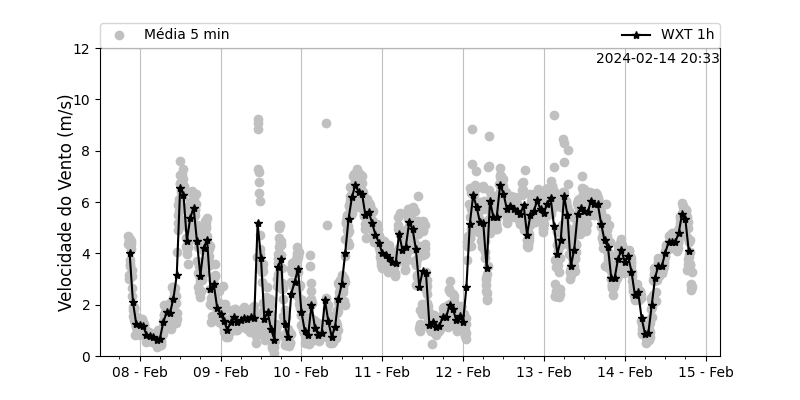 Média 5 min
WXT 1h
2024-02-14 20:33
Velocidade do Vento (m/s)
12
10
8
6
4
2
0
08 - Feb
09 - Feb
10 - Feb
11 - Feb
12 - Feb
13 - Feb
14 - Feb
15 - Feb